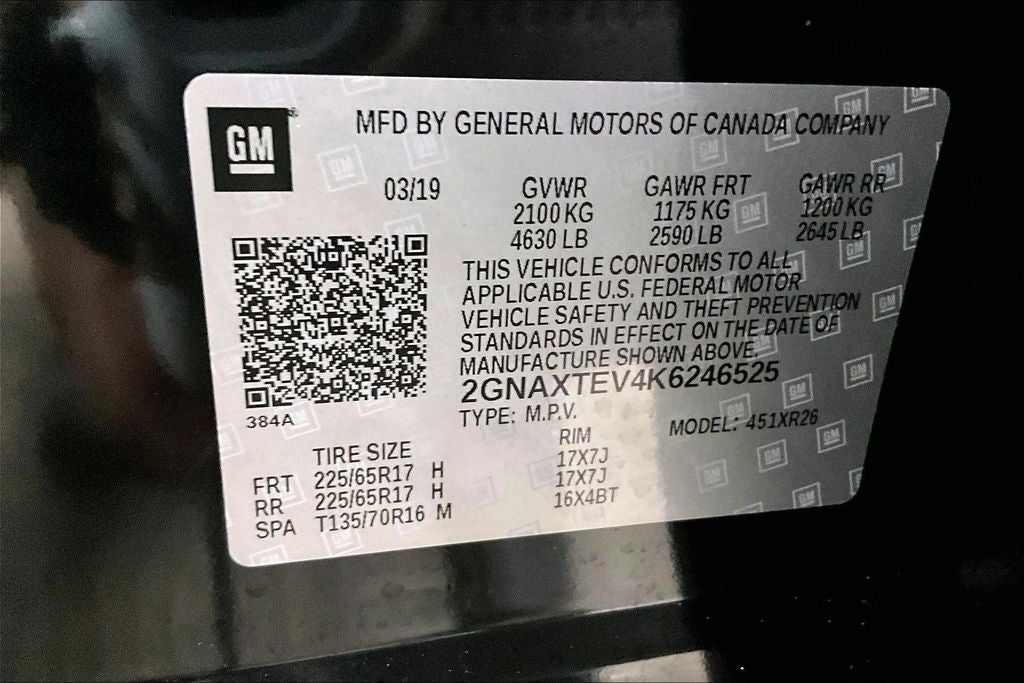 GM
MFD BY GENERAL MOTORS OF CANADA COMPANY
03/19 GVWR GAWR FRT GAWR RR
2100 KG 1175 KG 1200 KG
4630 LB 2590 LB 2645 LB
THIS VEHICLE CONFORMS TO ALL
APPLICABLE U.S. FEDERAL MOTOR
VEHICLE SAFETY AND THEFT PREVENTION
STANDARDS IN EFFECT ON THE DATE OF
MANUFACTURE SHOWN ABOVE.
2GNAXTEV4K6246525
384A TYPE: M.P.V. MODEL: 451XR26
TIRE SIZE RIM
FRT 225/65R17 H 17X7J
RR 225/65R17 H 17X7J
SPA T135/70R16 M 16X4BT